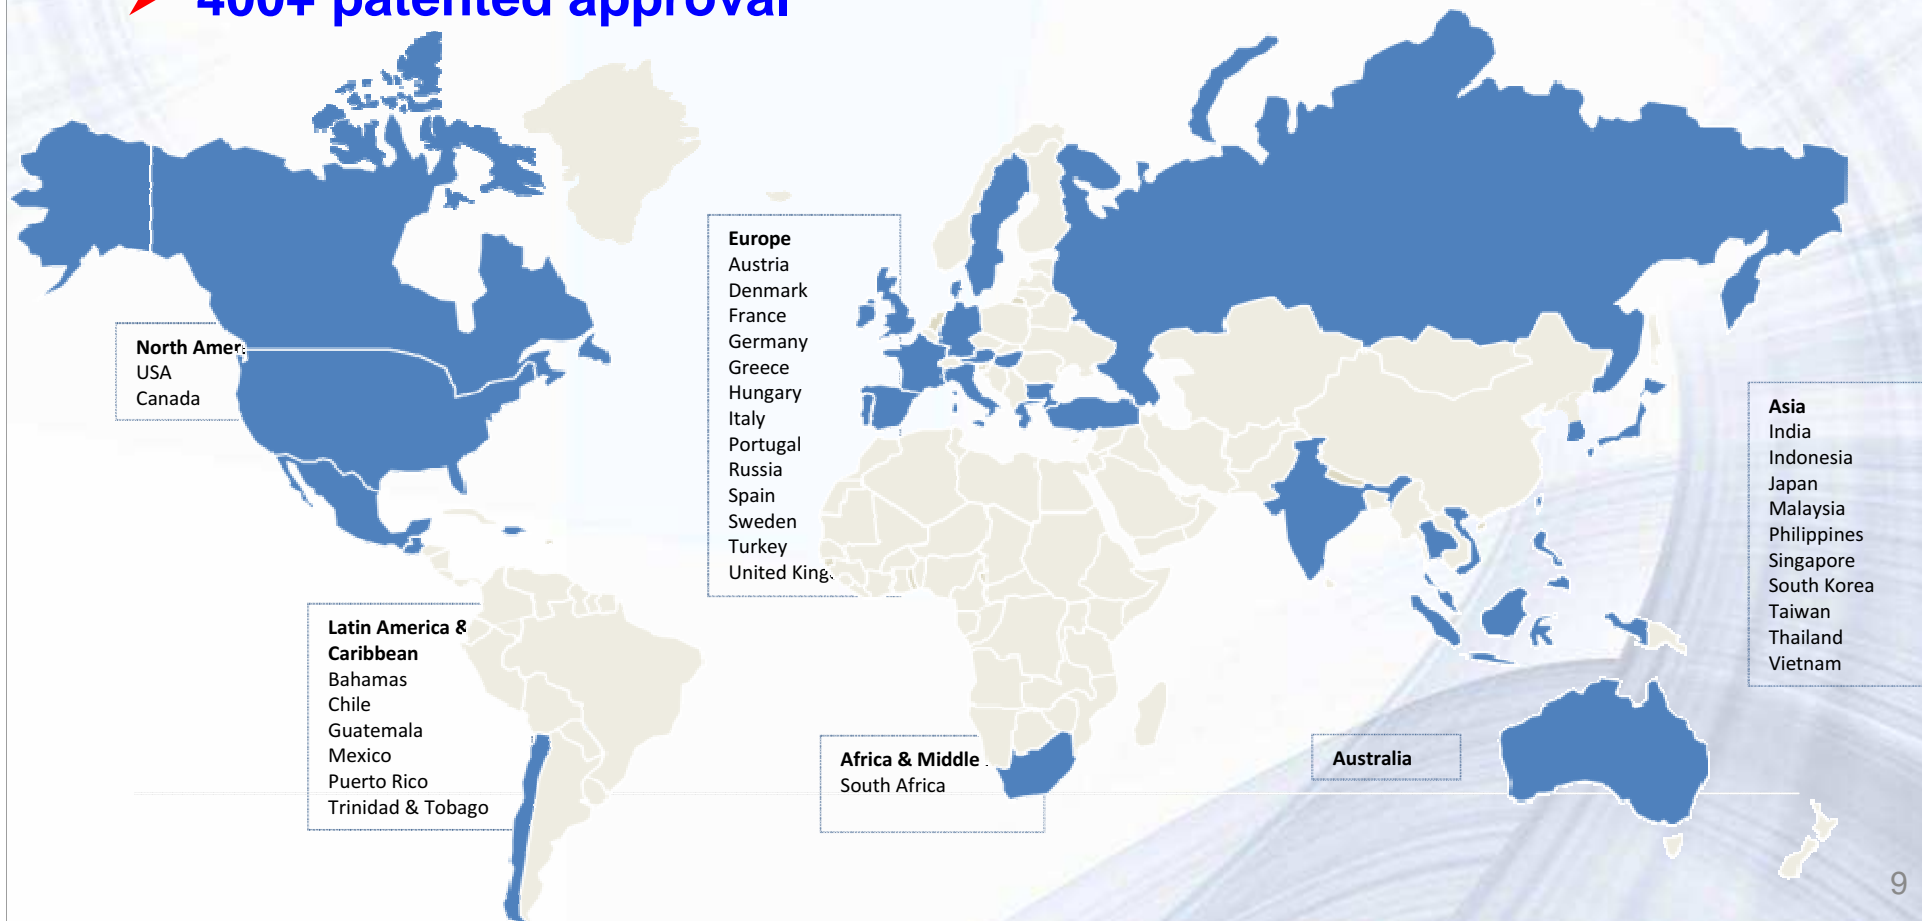 400+ patented approval
North Amer
USA
Canada
Europe
Austria
Denmark
France
Germany
Greece
Hungary
Italy
Portugal
Russia
Spain
Sweden
Turkey
United King
Asia
India
Indonesia
Japan
Malaysia
Philippines
Singapore
South Korea
Taiwan
Thailand
Vietnam
Latin America &
Caribbean
Bahamas
Chile
Guatemala
Mexico
Puerto Rico
Trinidad & Tobago
Africa & Middle
South Africa
Australia
9